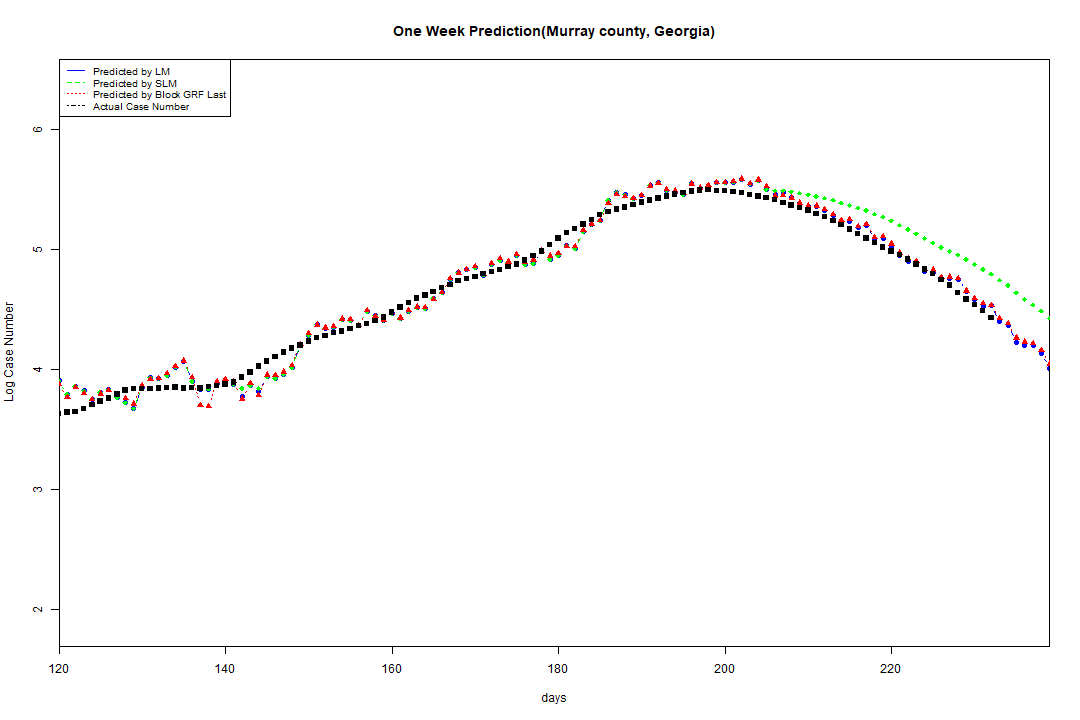 One Week Prediction(Murray county, Georgia)
Predicted by LM
Predicted by SLM
Predicted by Block GRF Last
Actual Case Number
6
5
4
3
2
Log Case Number
120 140 160 180 200 220
days